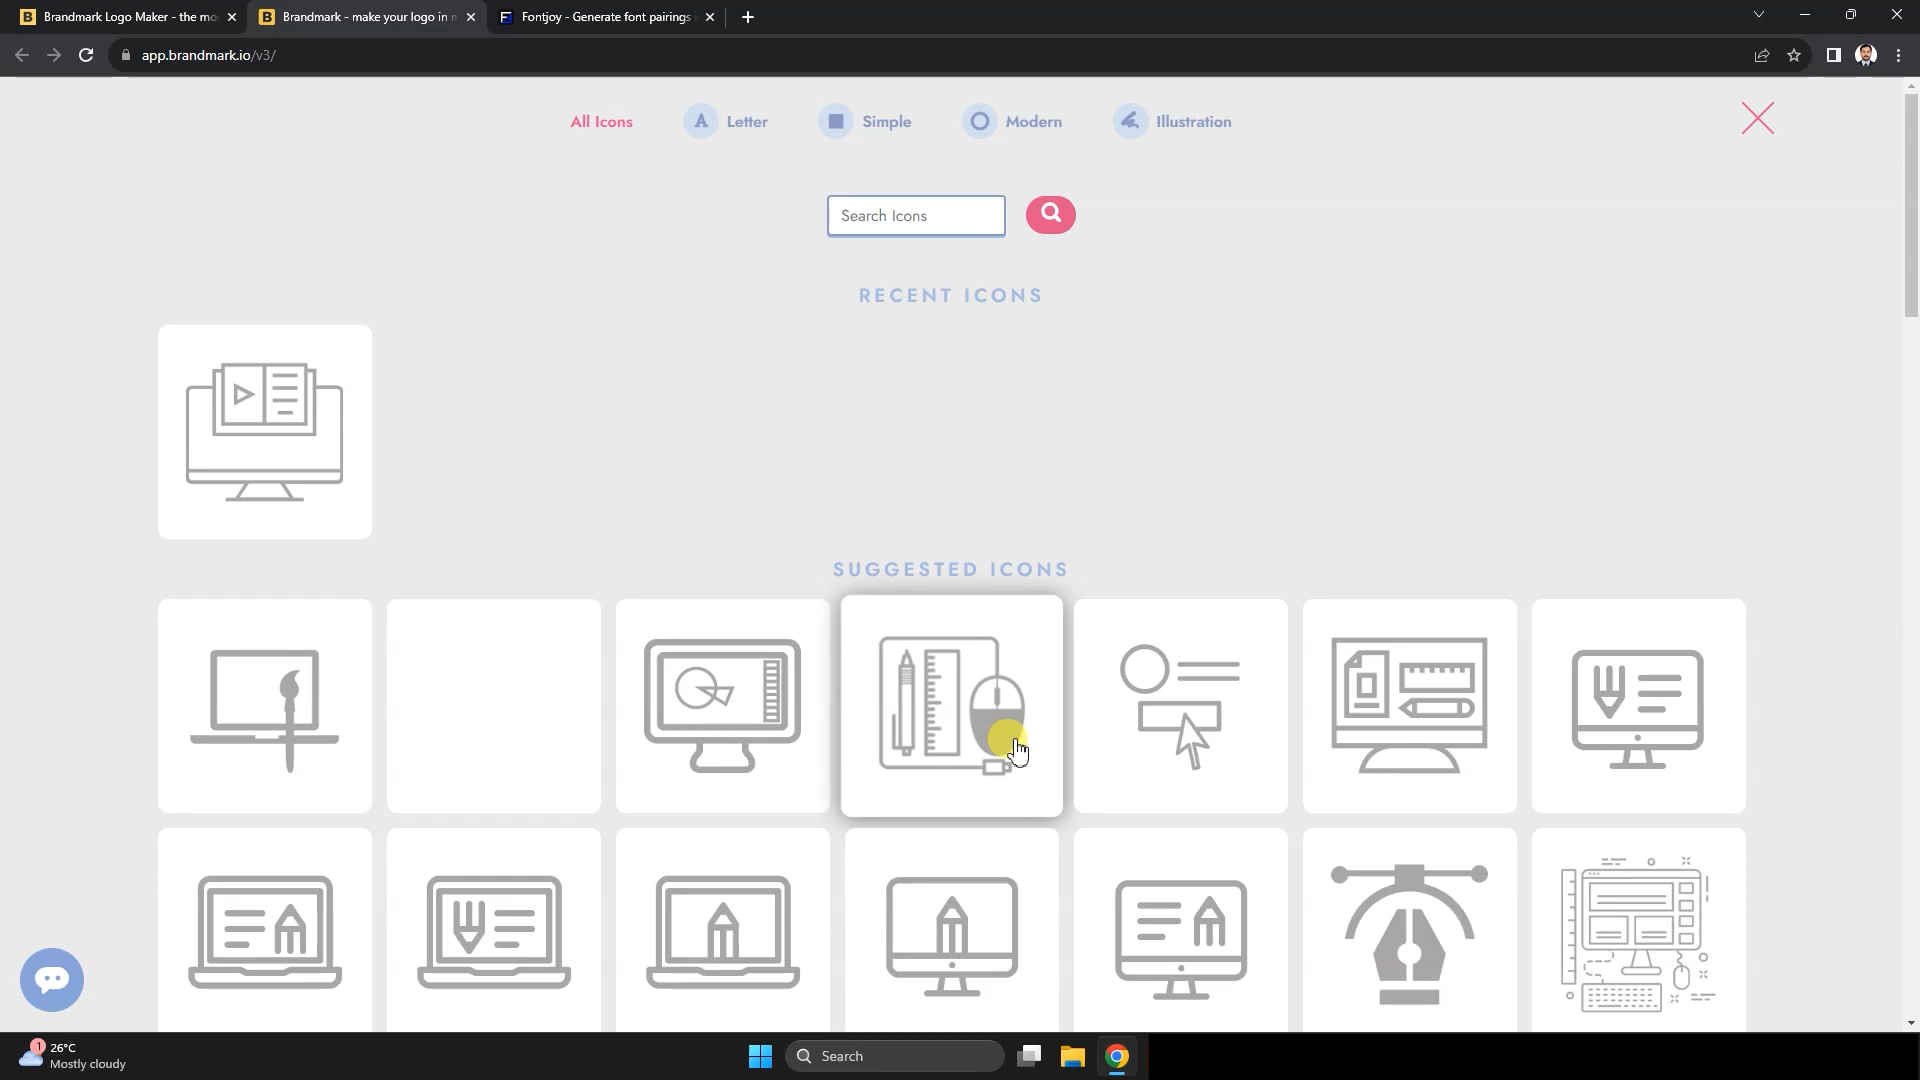 Brandmark Logo Maker - the mo
Brandmark - make your logo in m
Fontjoy - Generate font pairings i
app.brandmark.io/v3/
All Icons
A Letter
Simple
Modern
Illustration
Search Icons
RECENT ICONS
SUGGESTED ICONS
1
26°C
Mostly cloudy
Search